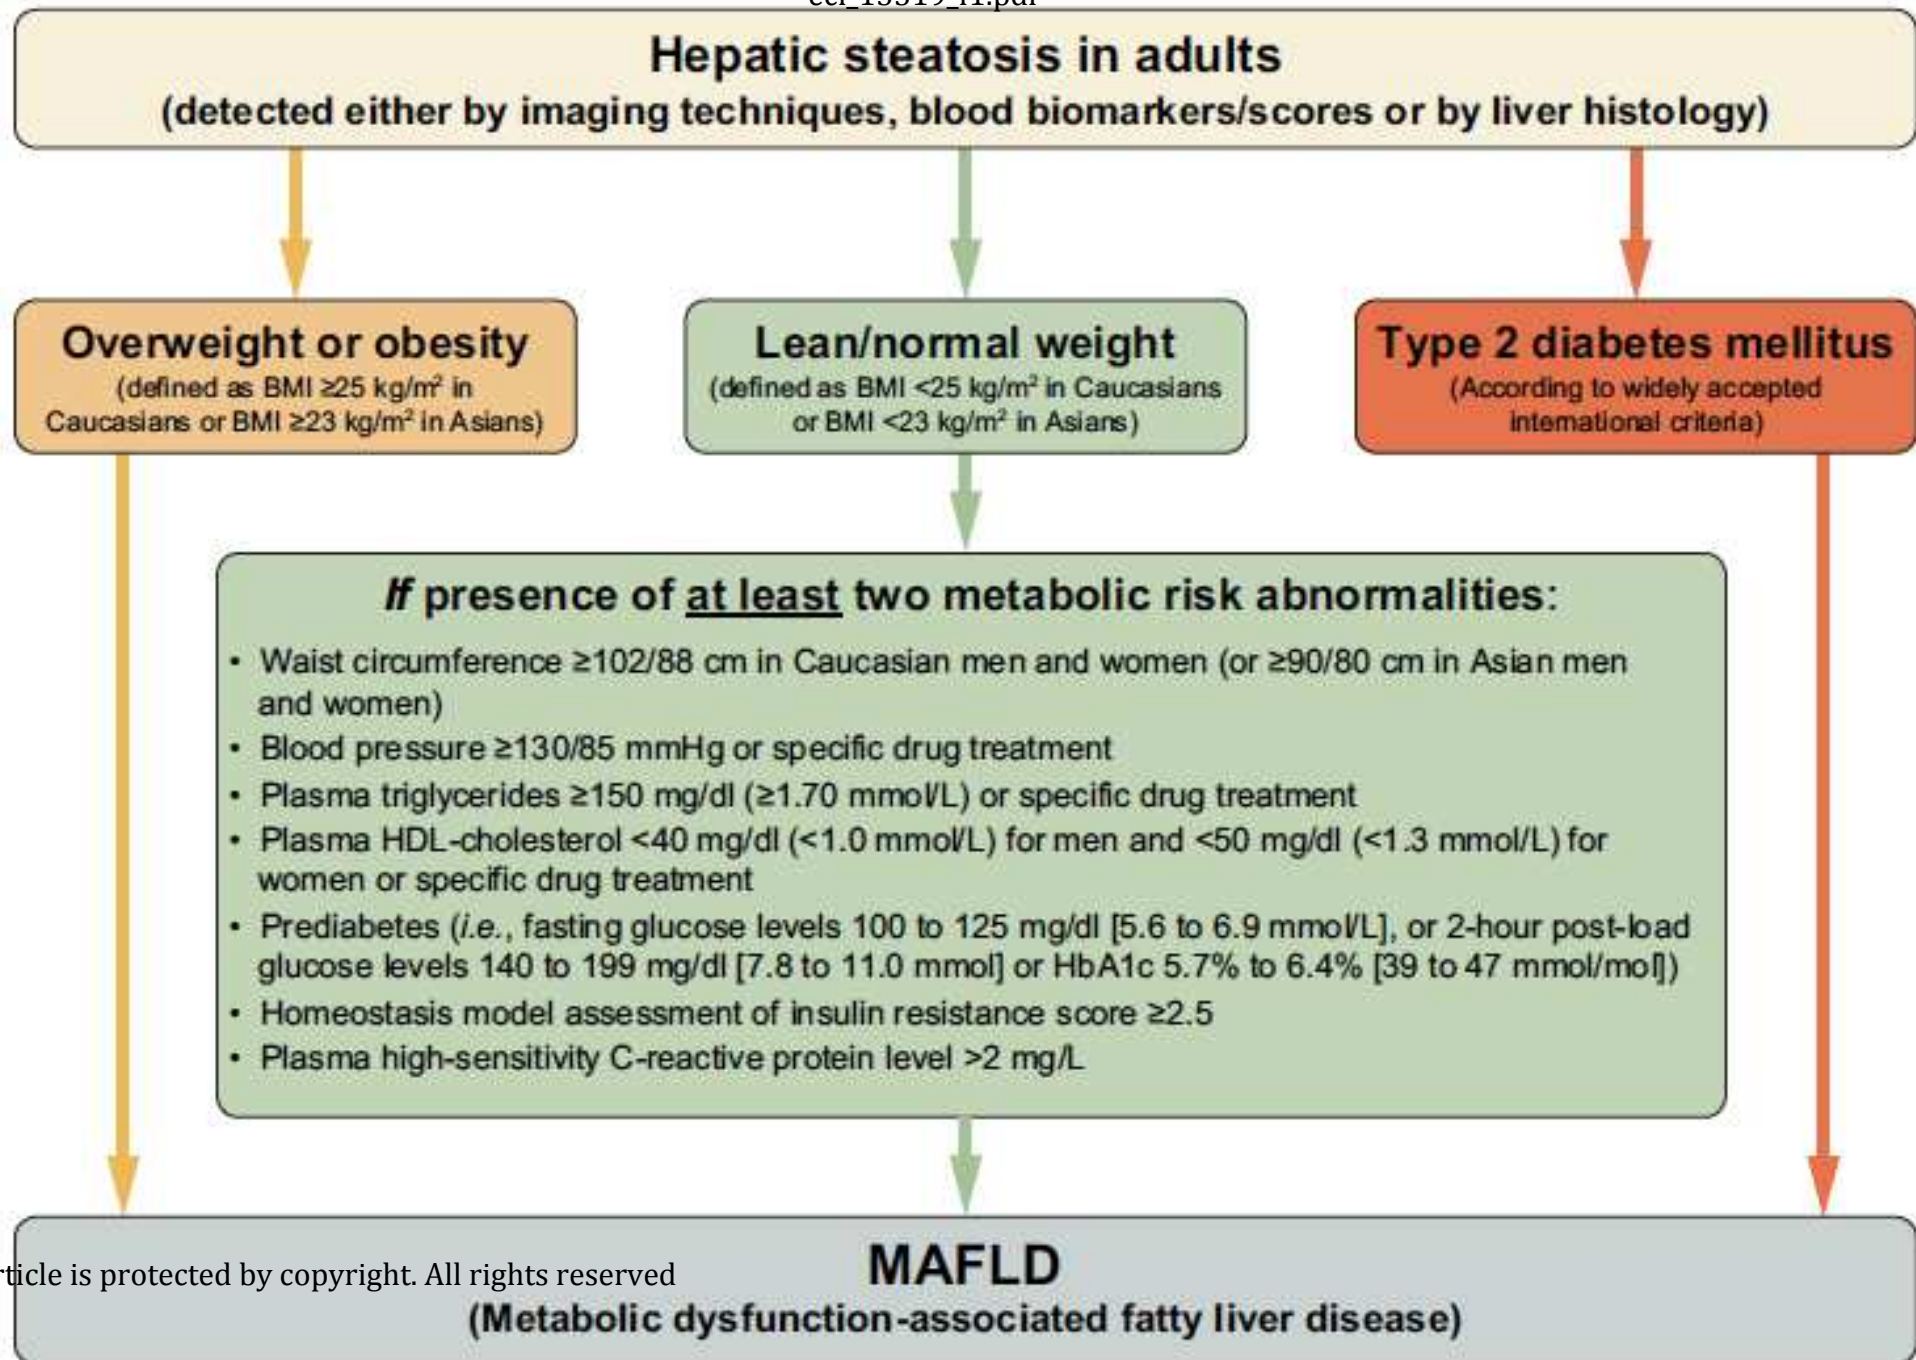 Hepatic steatosis in adults
(detected either by imaging techniques, blood biomarkers/scores or by liver histology)
Overweight or obesity
(defined as BMI ≥25 kg/m² in
Caucasians or BMI ≥23 kg/m² in Asians)
Lean/normal weight
(defined as BMI <25 kg/m² in Caucasians
or BMI <23 kg/m² in Asians)
Type 2 diabetes mellitus
(According to widely accepted
international criteria)
If presence of at least two metabolic risk abnormalities:
• Waist circumference ≥102/88 cm in Caucasian men and women (or ≥90/80 cm in Asian men
and women)
• Blood pressure ≥130/85 mmHg or specific drug treatment
• Plasma triglycerides ≥150 mg/dl (≥1.70 mmol/L) or specific drug treatment
• Plasma HDL-cholesterol <40 mg/dl (<1.0 mmol/L) for men and <50 mg/dl (<1.3 mmol/L) for
women or specific drug treatment
• Prediabetes (i.e., fasting glucose levels 100 to 125 mg/dl [5.6 to 6.9 mmol/L], or 2-hour post-load
glucose levels 140 to 199 mg/dl [7.8 to 11.0 mmol] or HbA1c 5.7% to 6.4% [39 to 47 mmol/mol])
• Homeostasis model assessment of insulin resistance score ≥2.5
• Plasma high-sensitivity C-reactive protein level >2 mg/L
MAFLD
rticle is protected by copyright. All rights reserved
(Metabolic dysfunction-associated fatty liver disease)